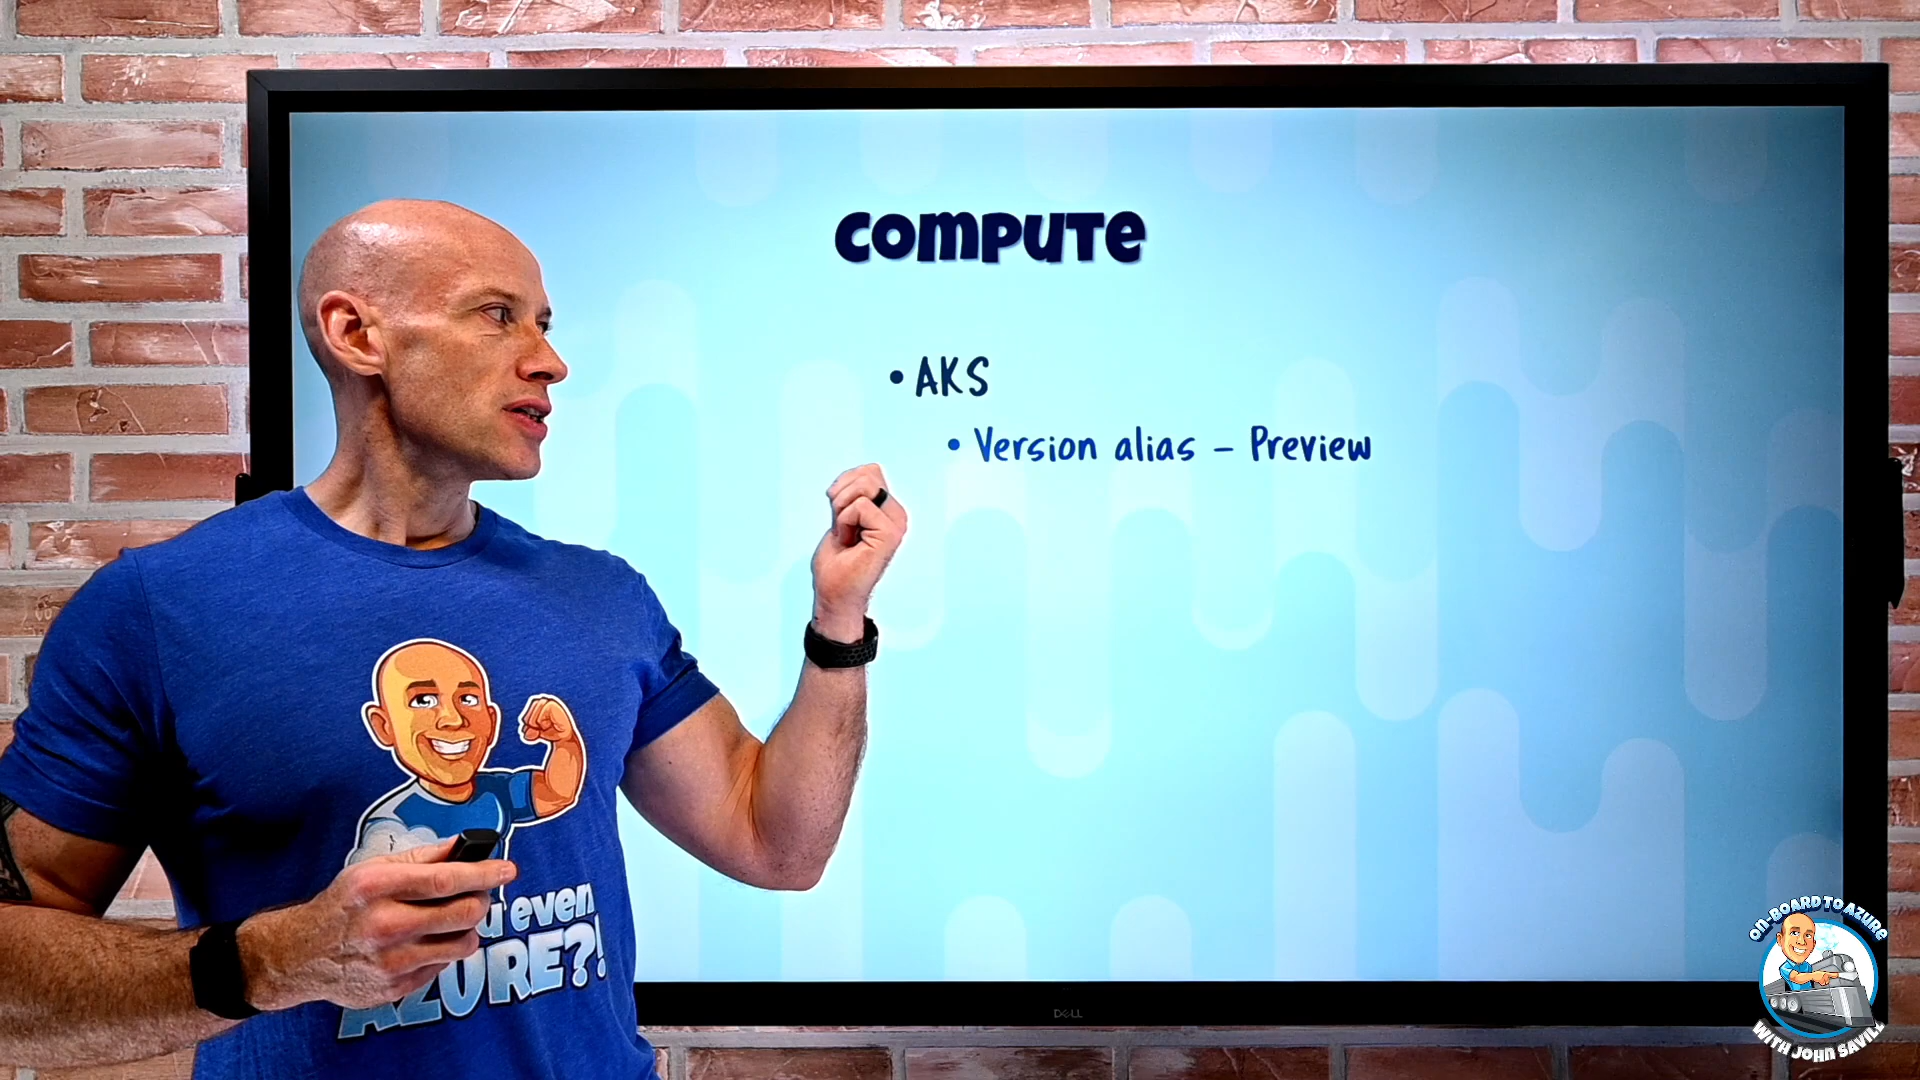 COMPUTE
• AKS
• Version alias – Preview
even
AZURE?!
DELL
ON-BOARD TO AZURE
WITH JOHN SAVILL